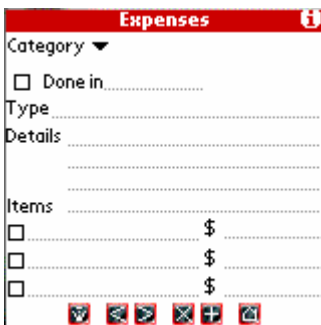 Expenses
Category
Done in
Type
Details
Items
$
$
$